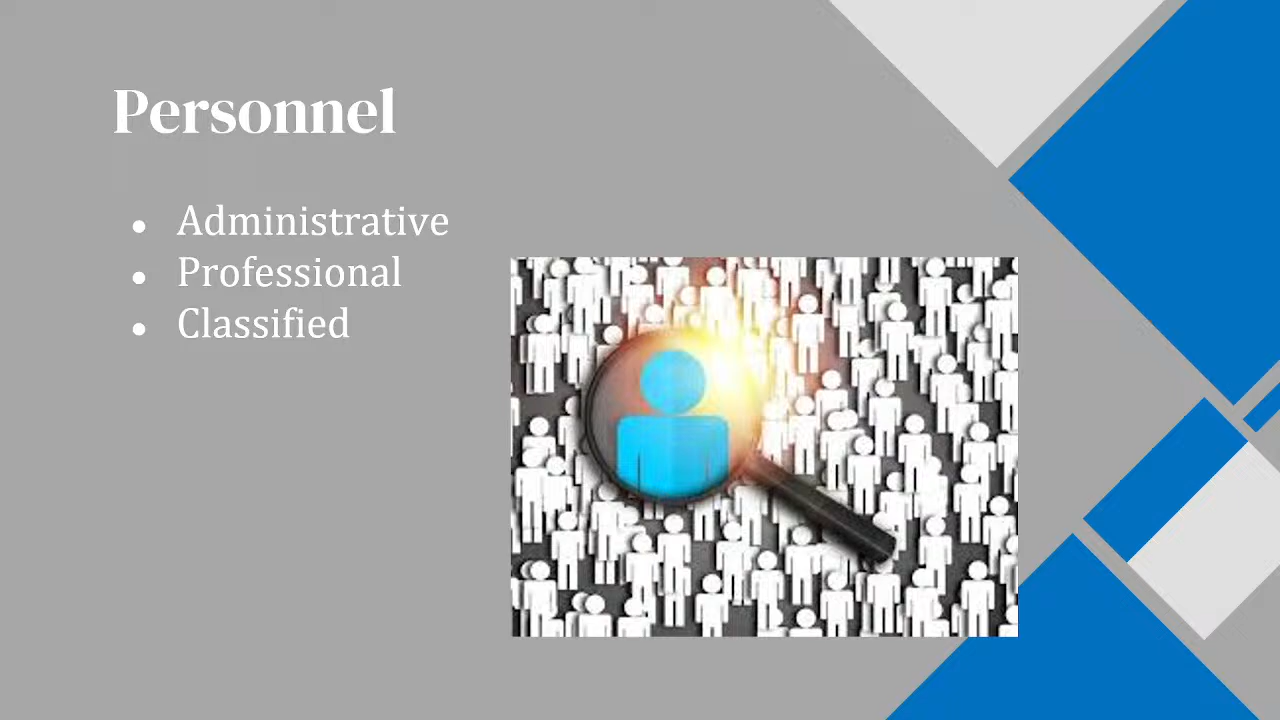 Personnel
● Administrative
● Professional
● Classified